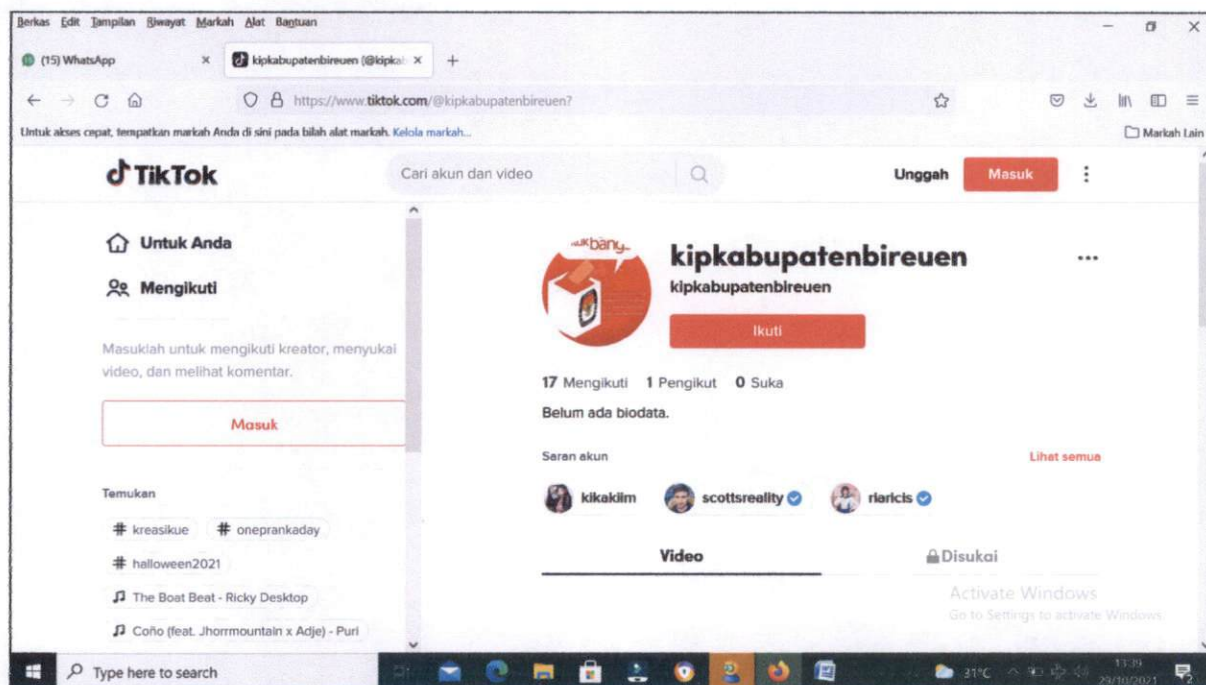 Berkas Edit Tampilan Riwayat Markah Alat Bantuan
(15) WhatsApp
kipkabupatenbireuen (@kipkab
https://www.tiktok.com/@kipkabupatenbireuen?
Untuk akses cepat, tempatkan markah Anda di sini pada bilah alat markah. Kelola markah...
Markah Lain
TikTok
Cari akun dan video
Unggah
Masuk
Untuk Anda
Mengikuti
Masuklah untuk mengikuti kreator, menyukai
video, dan melihat komentar.
Masuk
Temukan
# kreasikue # oneprankaday
# halloween2021
The Boat Beat - Ricky Desktop
Coño (feat. Jhorrmountain x Adje) - Puri
kipkabupatenbireuen
kipkabupatenbireuen
Ikuti
17 Mengikuti 1 Pengikut 0 Suka
Belum ada biodata.
Saran akun
Lihat semua
kikakiim scottsreality riaricis
Video Disukai
Activate Windows
Go to Settings to activate Windows.
Type here to search
31°C
13:39
29/10/2021